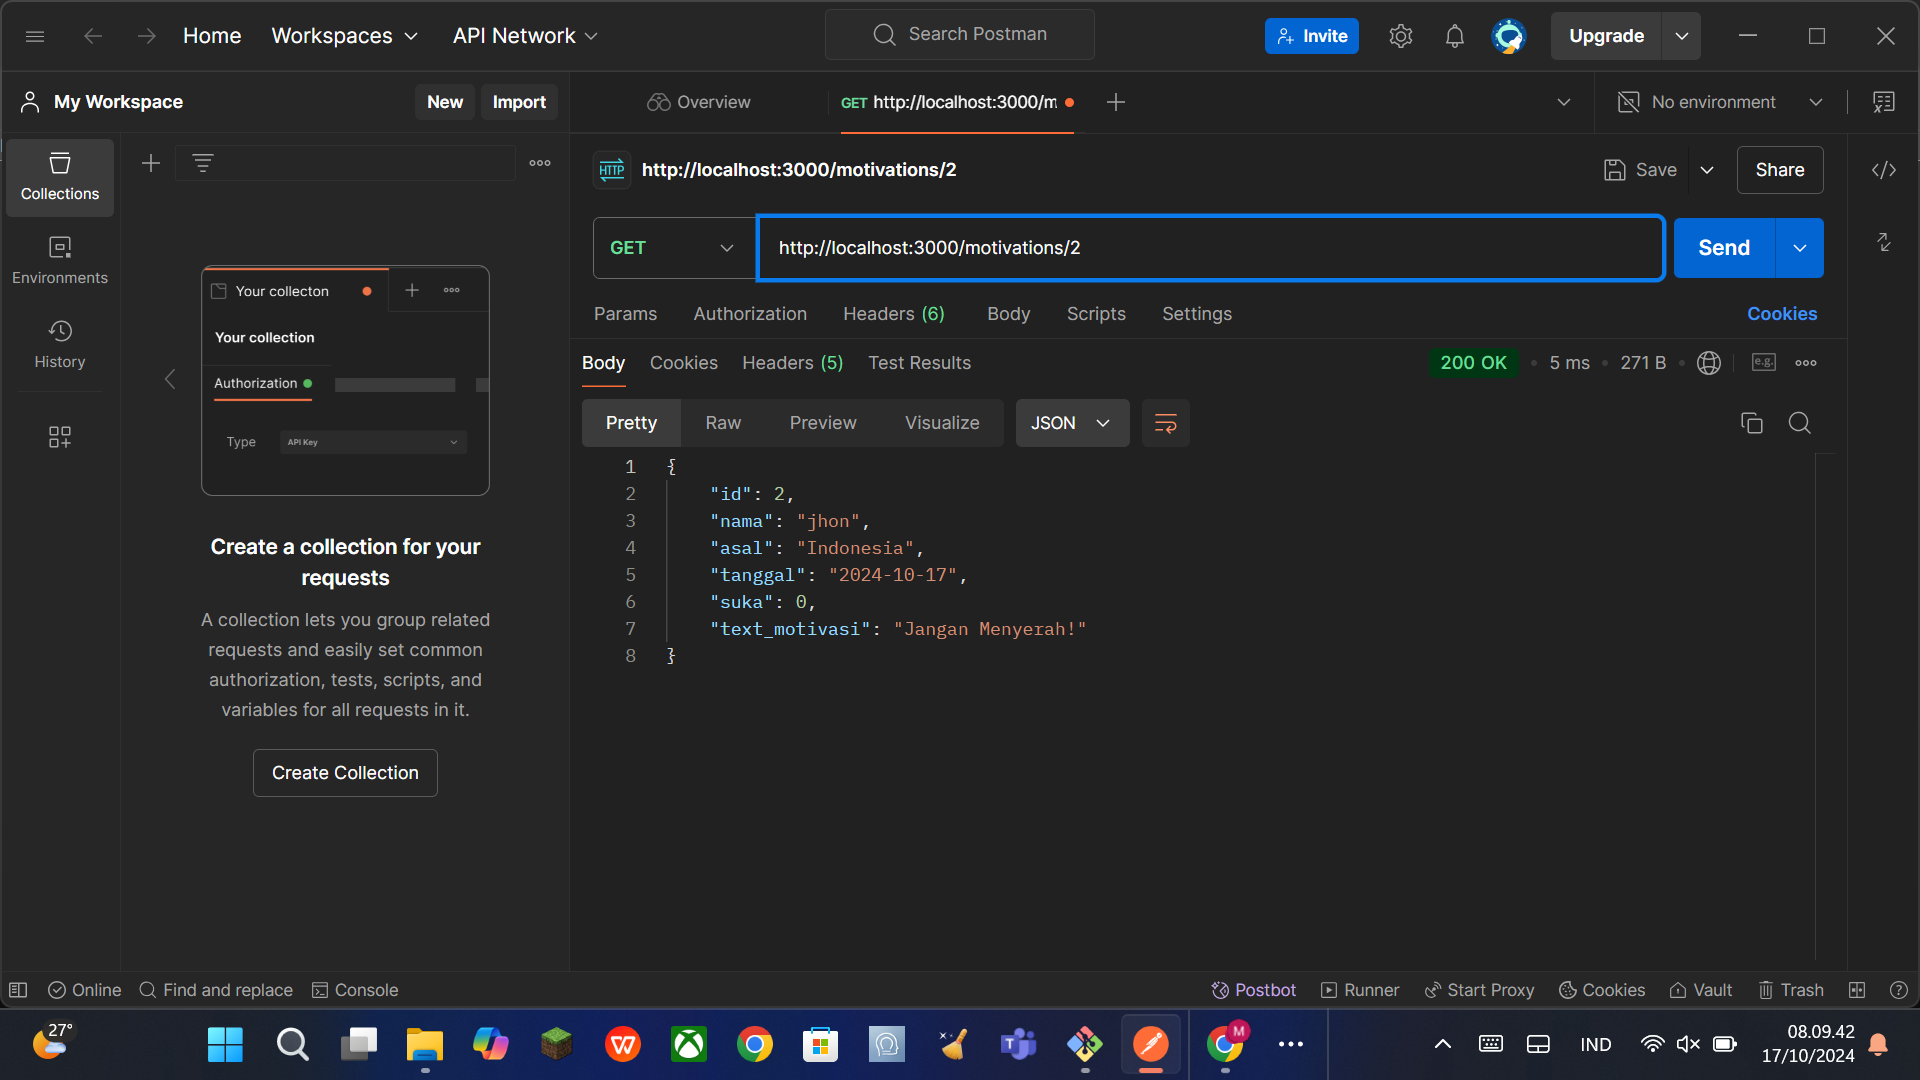 Home
Workspaces
API Network
Search Postman
Invite
Upgrade
My Workspace
New
Import
Overview
GET http://localhost:3000/m
No environment
Collections
Environments
History
http://localhost:3000/motivations/2
Save
Share
GET
http://localhost:3000/motivations/2
Send
Params
Authorization
Headers (6)
Body
Scripts
Settings
Cookies
Body
Cookies
Headers (5)
Test Results
200 OK
5 ms
271 B
e.g.
Pretty
Raw
Preview
Visualize
JSON
1 {
2 "id": 2,
3 "nama": "jhon",
4 "asal": "Indonesia",
5 "tanggal": "2024-10-17",
6 "suka": 0,
7 "text_motivasi": "Jangan Menyerah!"
8 }
Your collecton
Your collection
Authorization
Type
API Key
Create a collection for your
requests
A collection lets you group related
requests and easily set common
authorization, tests, scripts, and
variables for all requests in it.
Create Collection
Online
Find and replace
Console
Postbot
Runner
Start Proxy
Cookies
Vault
Trash
27°
M
IND
08.09.42
17/10/2024